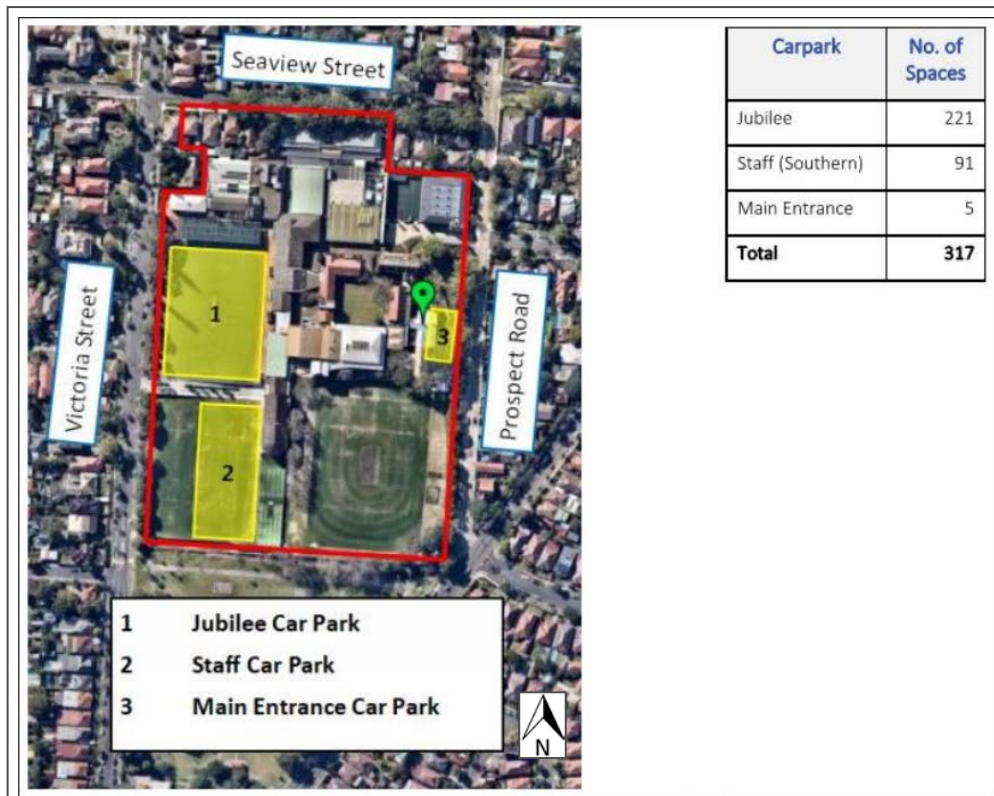 Seaview Street
Victoria Street
Prospect Road
1
2
3
1 Jubilee Car Park
2 Staff Car Park
3 Main Entrance Car Park
N
Carpark No. of Spaces
Jubilee 221
Staff (Southern) 91
Main Entrance 5
Total 317